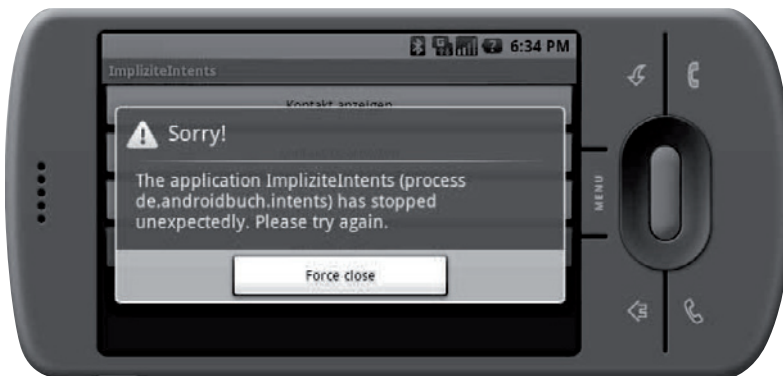 6:34 PM
ImpliziteIntents
Kontakt anzeigen
Sorry!
The application ImpliziteIntents (process
de.androidbuch.intents) has stopped
unexpectedly. Please try again.
Force close
MENU